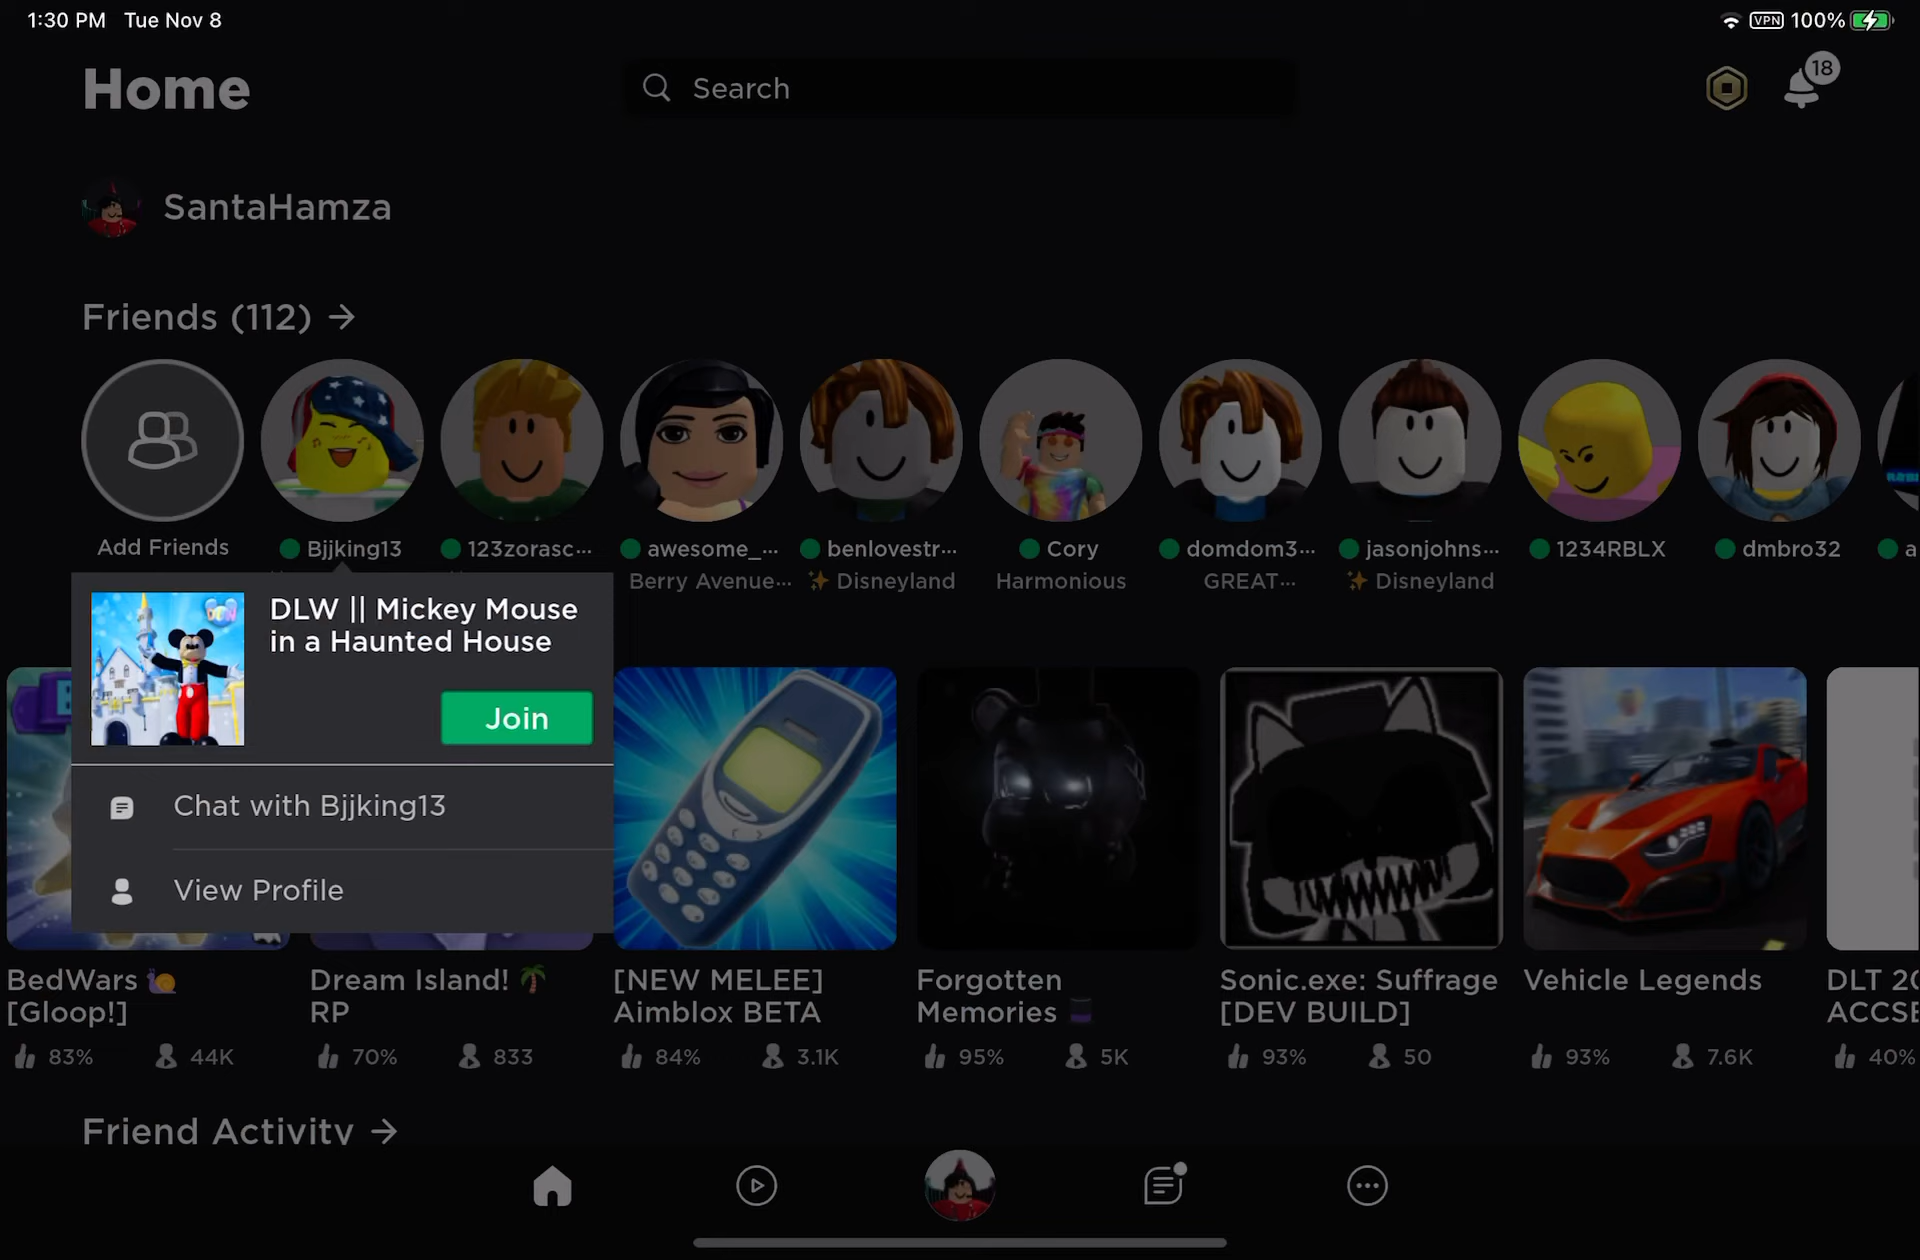 1:30 PM Tue Nov 8
VPN 100%
Home
Search
18
SantaHamza
Friends (112) →
Add Friends
Bjjking13
123zorasc...
awesome_...
benlovestr...
Cory
domdom3...
jasonjohns...
1234RBLX
dmbro32
a
Berry Avenue...
✨ Disneyland
Harmonious
GREAT...
✨ Disneyland
DLW || Mickey Mouse
in a Haunted House
Join
Chat with Bjjking13
View Profile
BedWars 🐌
[Gloop!]
83% 44K
Dream Island! 🌴
RP
70% 833
[NEW MELEE]
Aimblox BETA
84% 3.1K
Forgotten
Memories
95% 5K
Sonic.exe: Suffrage
[DEV BUILD]
93% 50
Vehicle Legends
93% 7.6K
DLT 20
ACCSE
40%
Friend Activity →